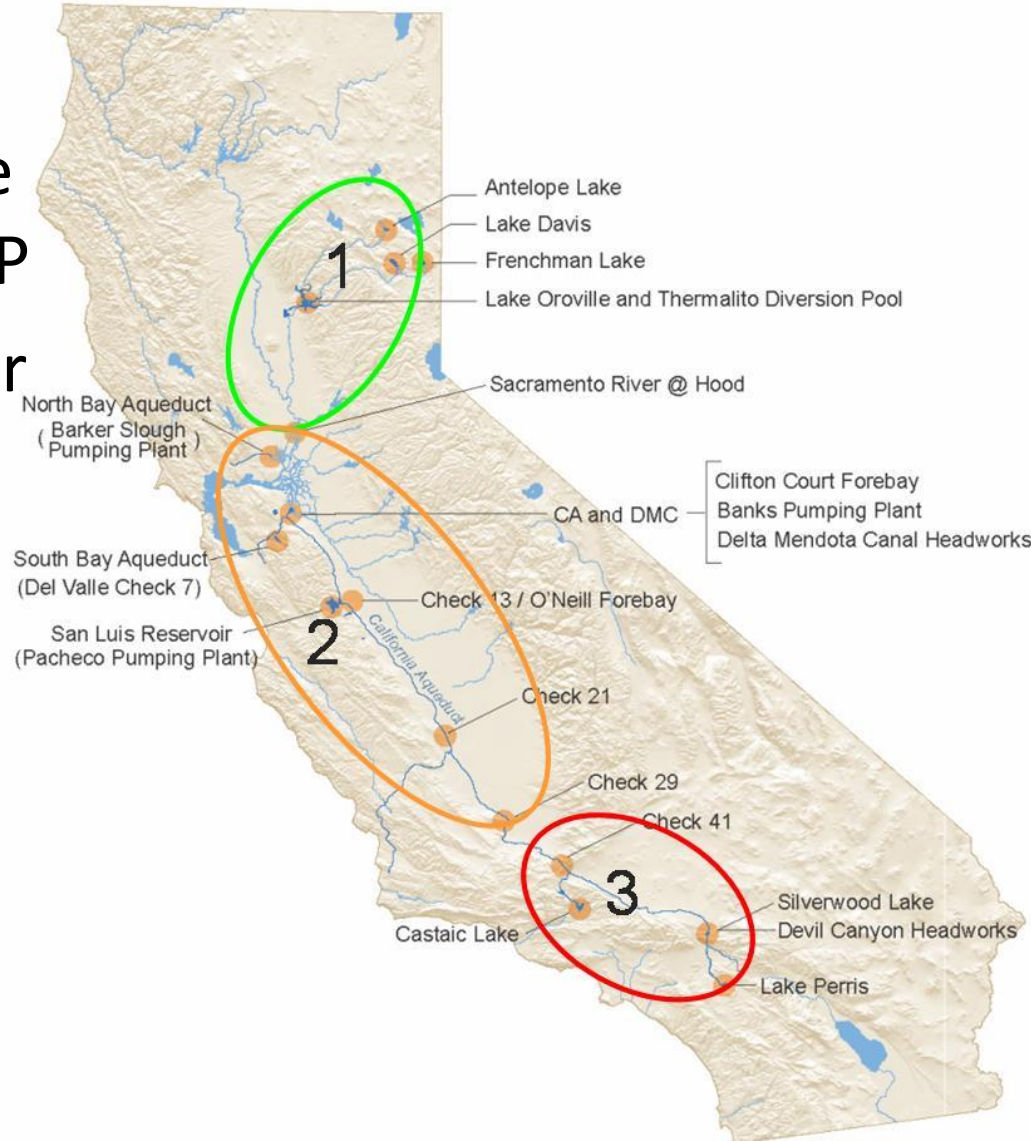 e
P
r
1
Antelope Lake
Lake Davis
Frenchman Lake
Lake Oroville and Thermalito Diversion Pool
Sacramento River @ Hood
North Bay Aqueduct
( Barker Slough )
Pumping Plant
Clifton Court Forebay
CA and DMC
Banks Pumping Plant
Delta Mendota Canal Headworks
South Bay Aqueduct
(Del Valle Check 7)
Check 13 / O'Neill Forebay
San Luis Reservoir
(Pacheco Pumping Plant)
2
California Aqueduct
Check 21
Check 29
Check 41
3
Silverwood Lake
Devil Canyon Headworks
Castaic Lake
Lake Perris